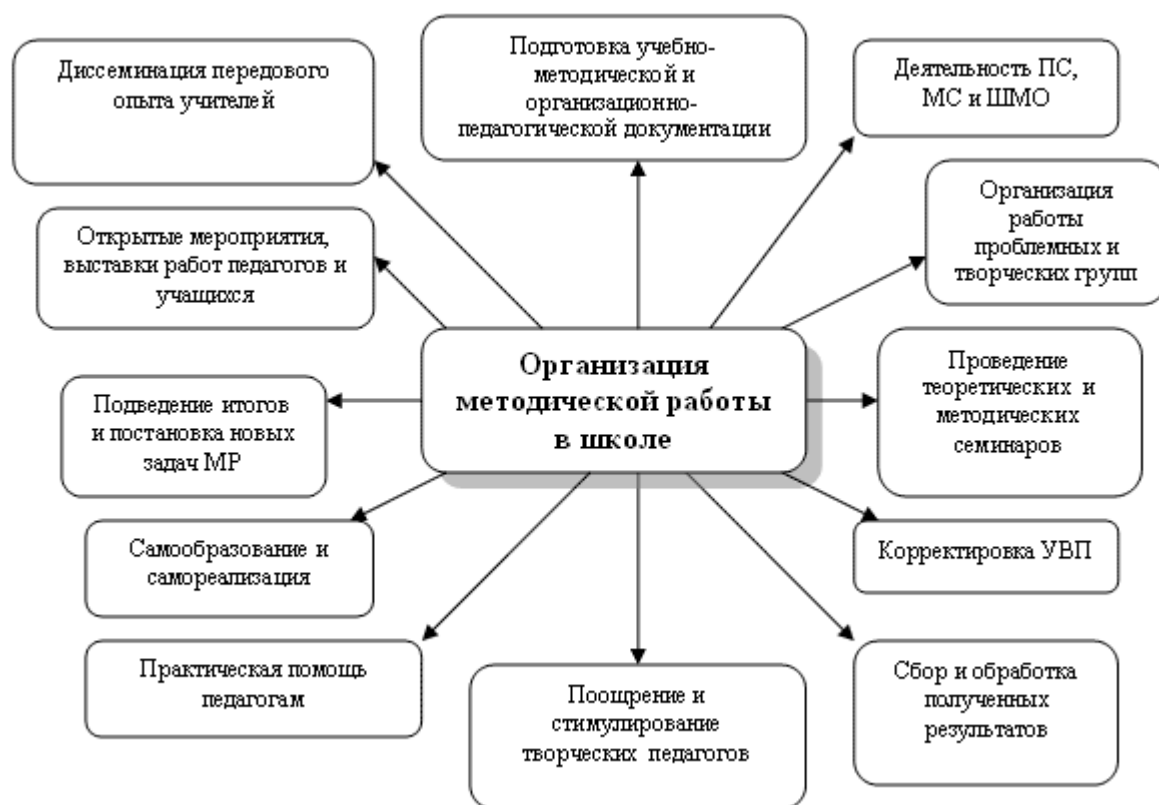 Диссеминация передового
опыта учителей
Подготовка учебно-
методической и
организационно-
педагогической документации
Деятельность ПС,
МС и ШМО
Открытые мероприятия,
выставки работ педагогов и
учащихся
Организация
работы
проблемных и
творческих групп
Организация
методической работы
в школе
Подведение итогов
и постановка новых
задач МР
Проведение
теоретических и
методических
семинаров
Самообразование и
самореализация
Корректировка УВП
Практическая помощь
педагогам
Поощрение и
стимулирование
творческих педагогов
Сбор и обработка
полученных
результатов